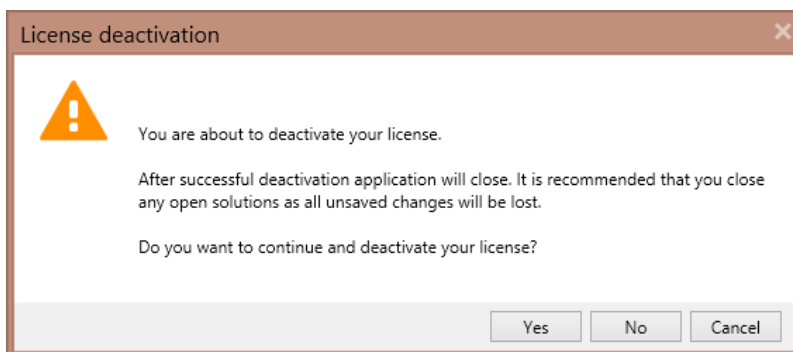 License deactivation
You are about to deactivate your license.
After successful deactivation application will close. It is recommended that you close
any open solutions as all unsaved changes will be lost.
Do you want to continue and deactivate your license?
Yes No Cancel